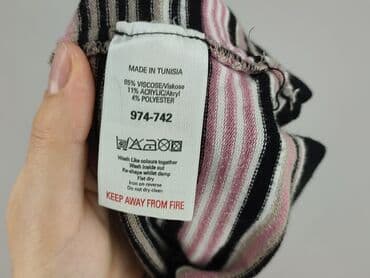 MADE IN TUNISIA
85% VISCOSE/Viskose
11% ACRYLIC/Akryl
4% POLYESTER
974-742
Wash Like colours together
Wash inside out
Re-shape whilst damp
Flat dry
Iron on reverse
Do not dry clean
KEEP AWAY FROM FIRE